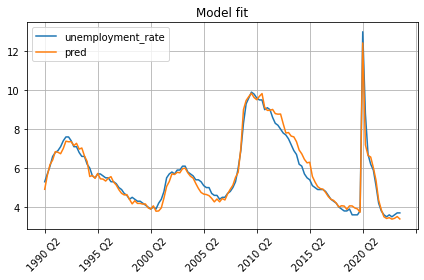 Model fit
unemployment_rate
pred
12
10
8
6
4
1990 Q2
1995 Q2
2000 Q2
2005 Q2
2010 Q2
2015 Q2
2020 Q2